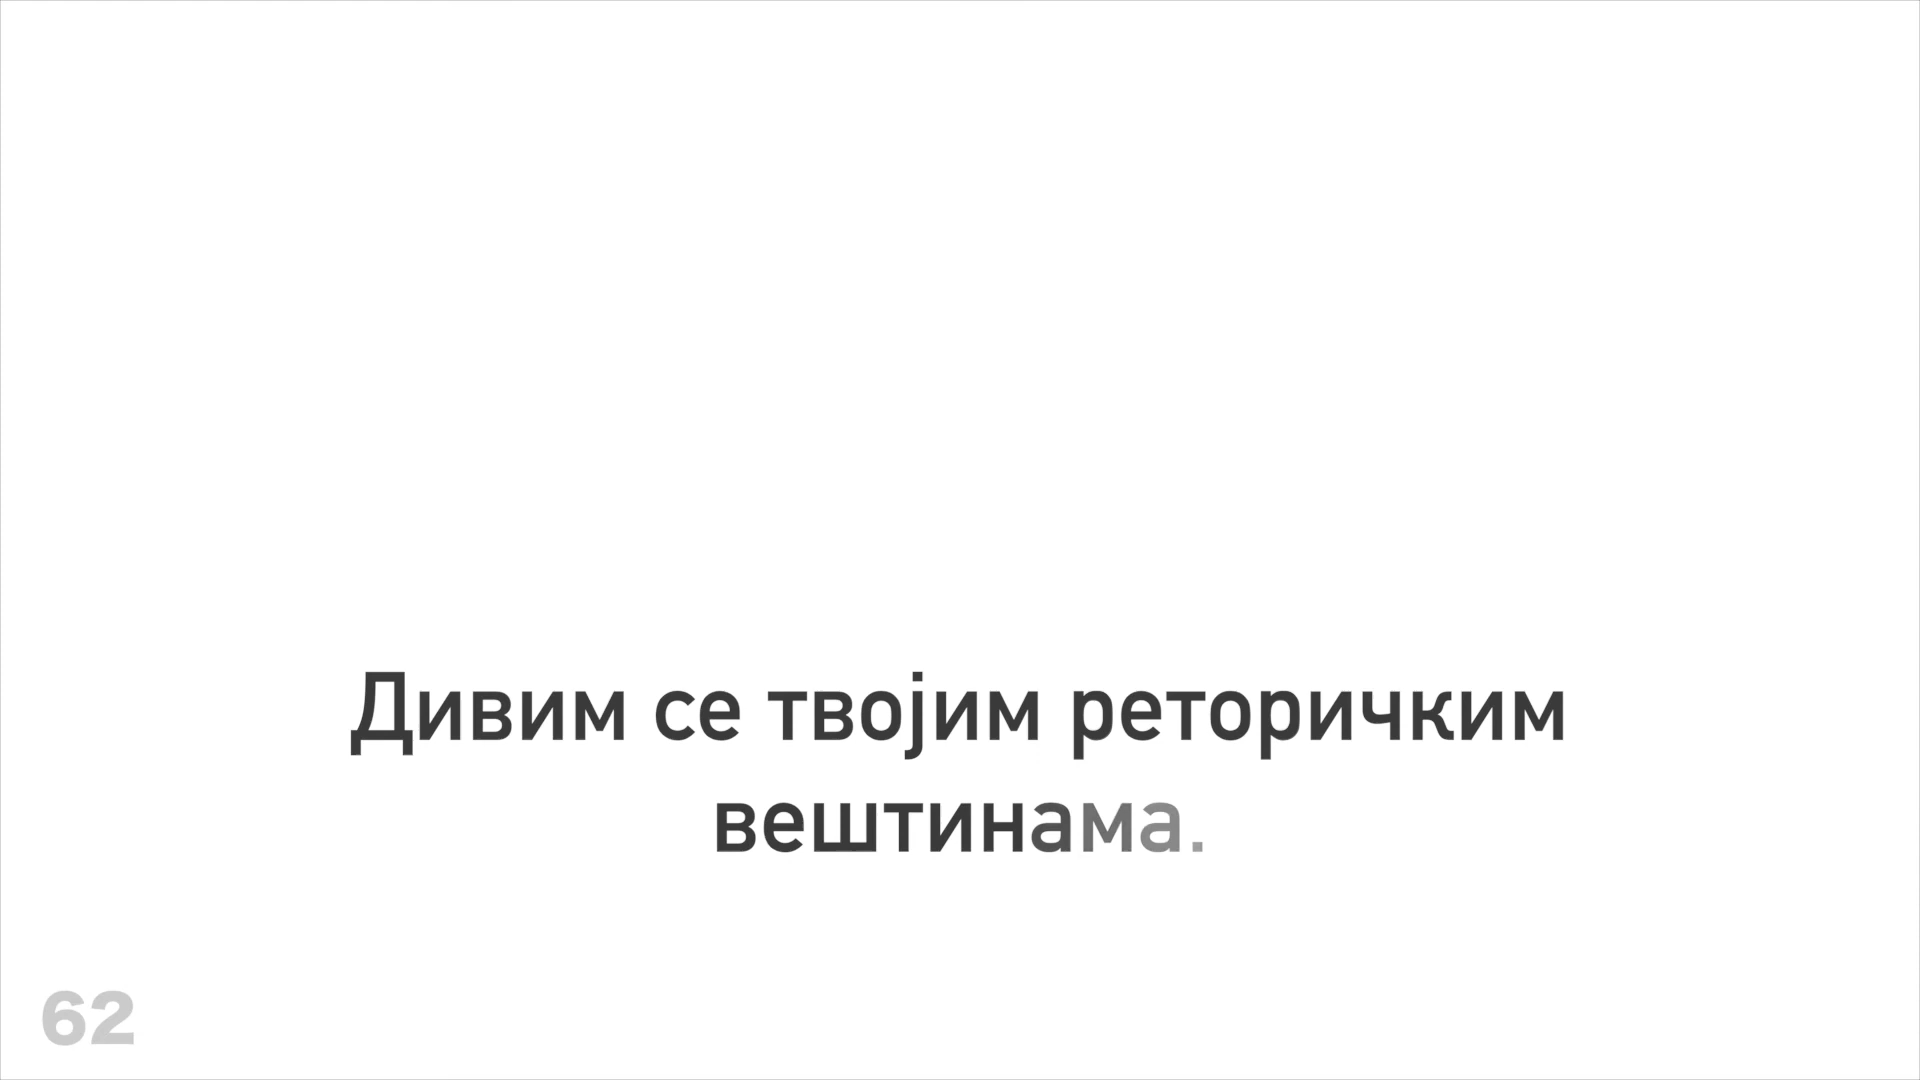 Дивим се твојим реторичким
вештинама.
62